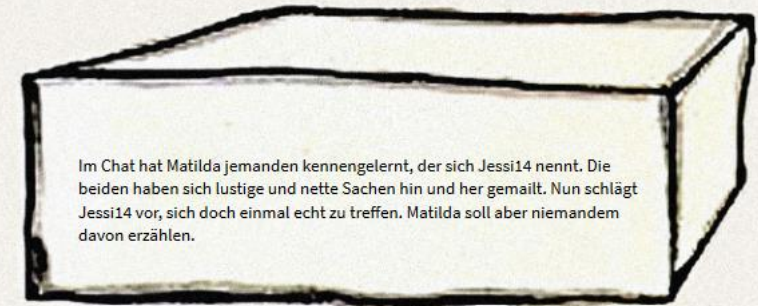 Im Chat hat Matilda jemanden kennengelernt, der sich Jessi14 nennt. Die
beiden haben sich lustige und nette Sachen hin und her gemailt. Nun schlägt
Jessi14 vor, sich doch einmal echt zu treffen. Matilda soll aber niemandem
davon erzählen.